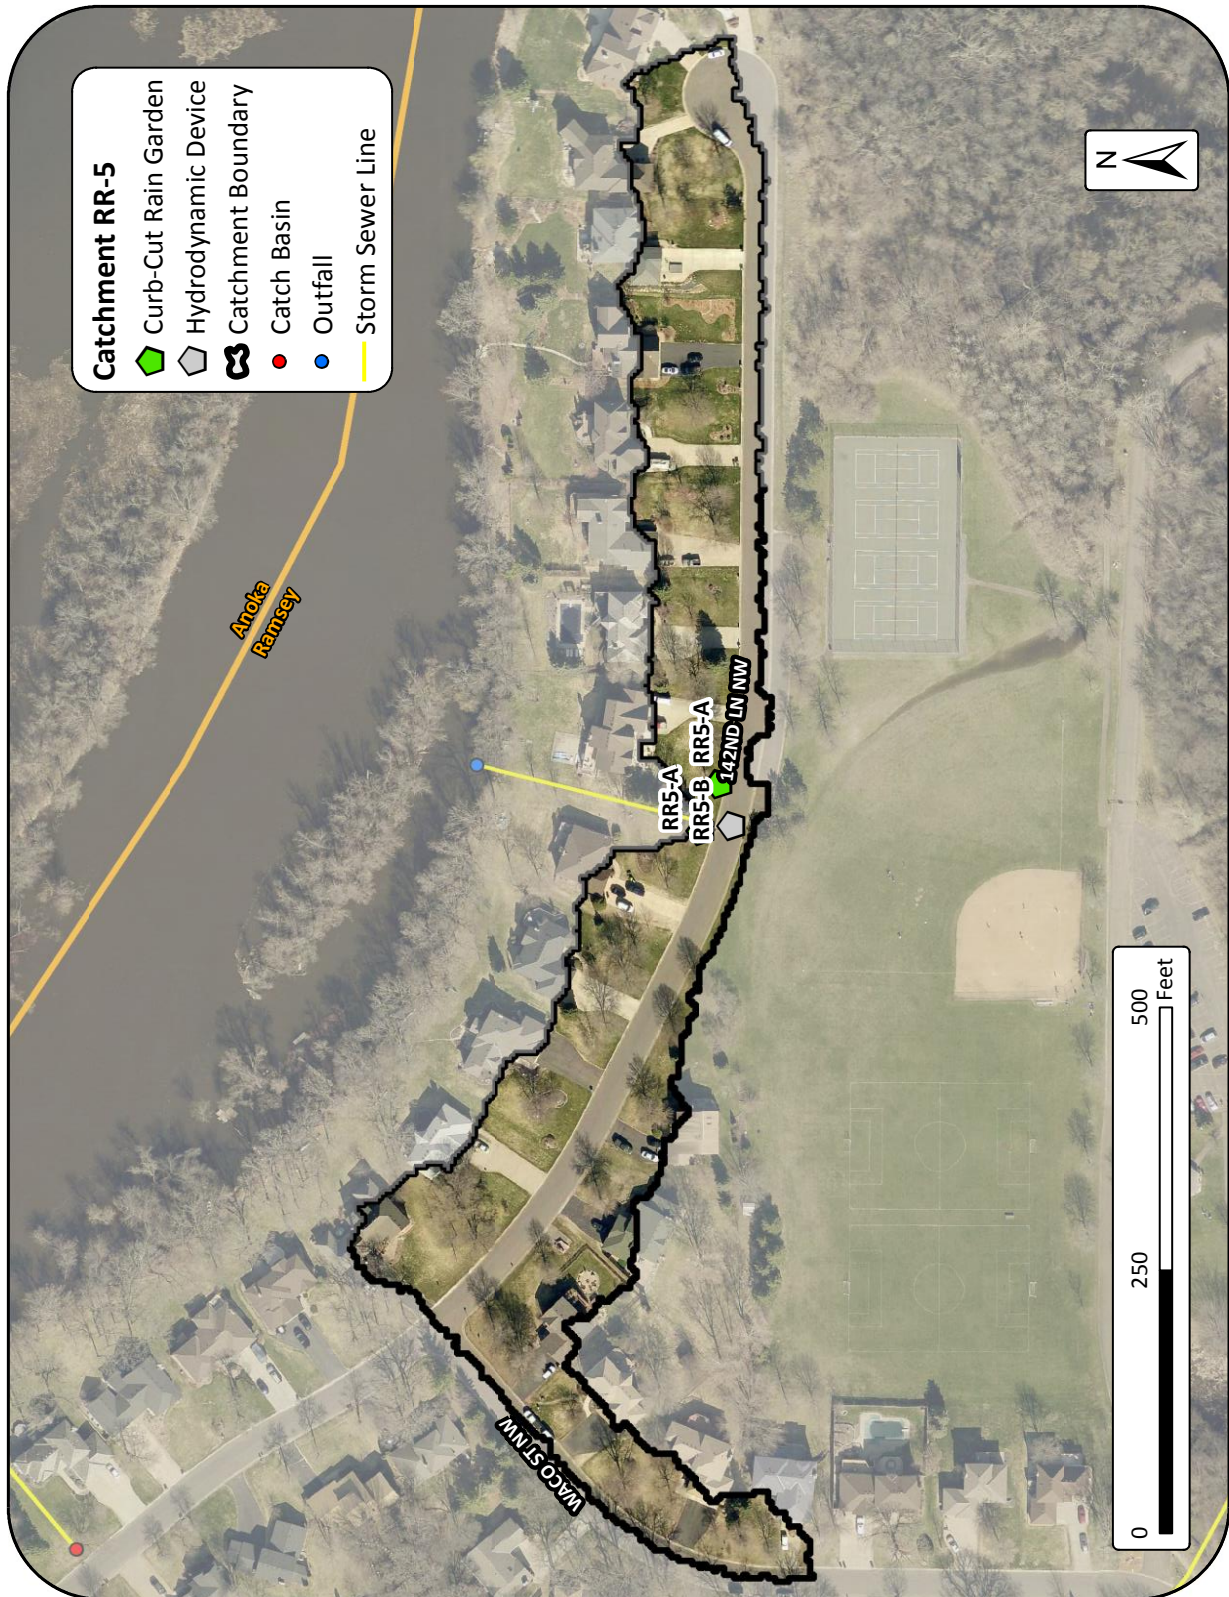 Catchment RR-5
Curb-Cut Rain Garden
Hydrodynamic Device
Catchment Boundary
Catch Basin
Outfall
Storm Sewer Line
Anoka
Ramsey
RR5-A
RR5-B
RR5-A
142ND LN NW
WACO ST NW
N
0
250
500
Feet